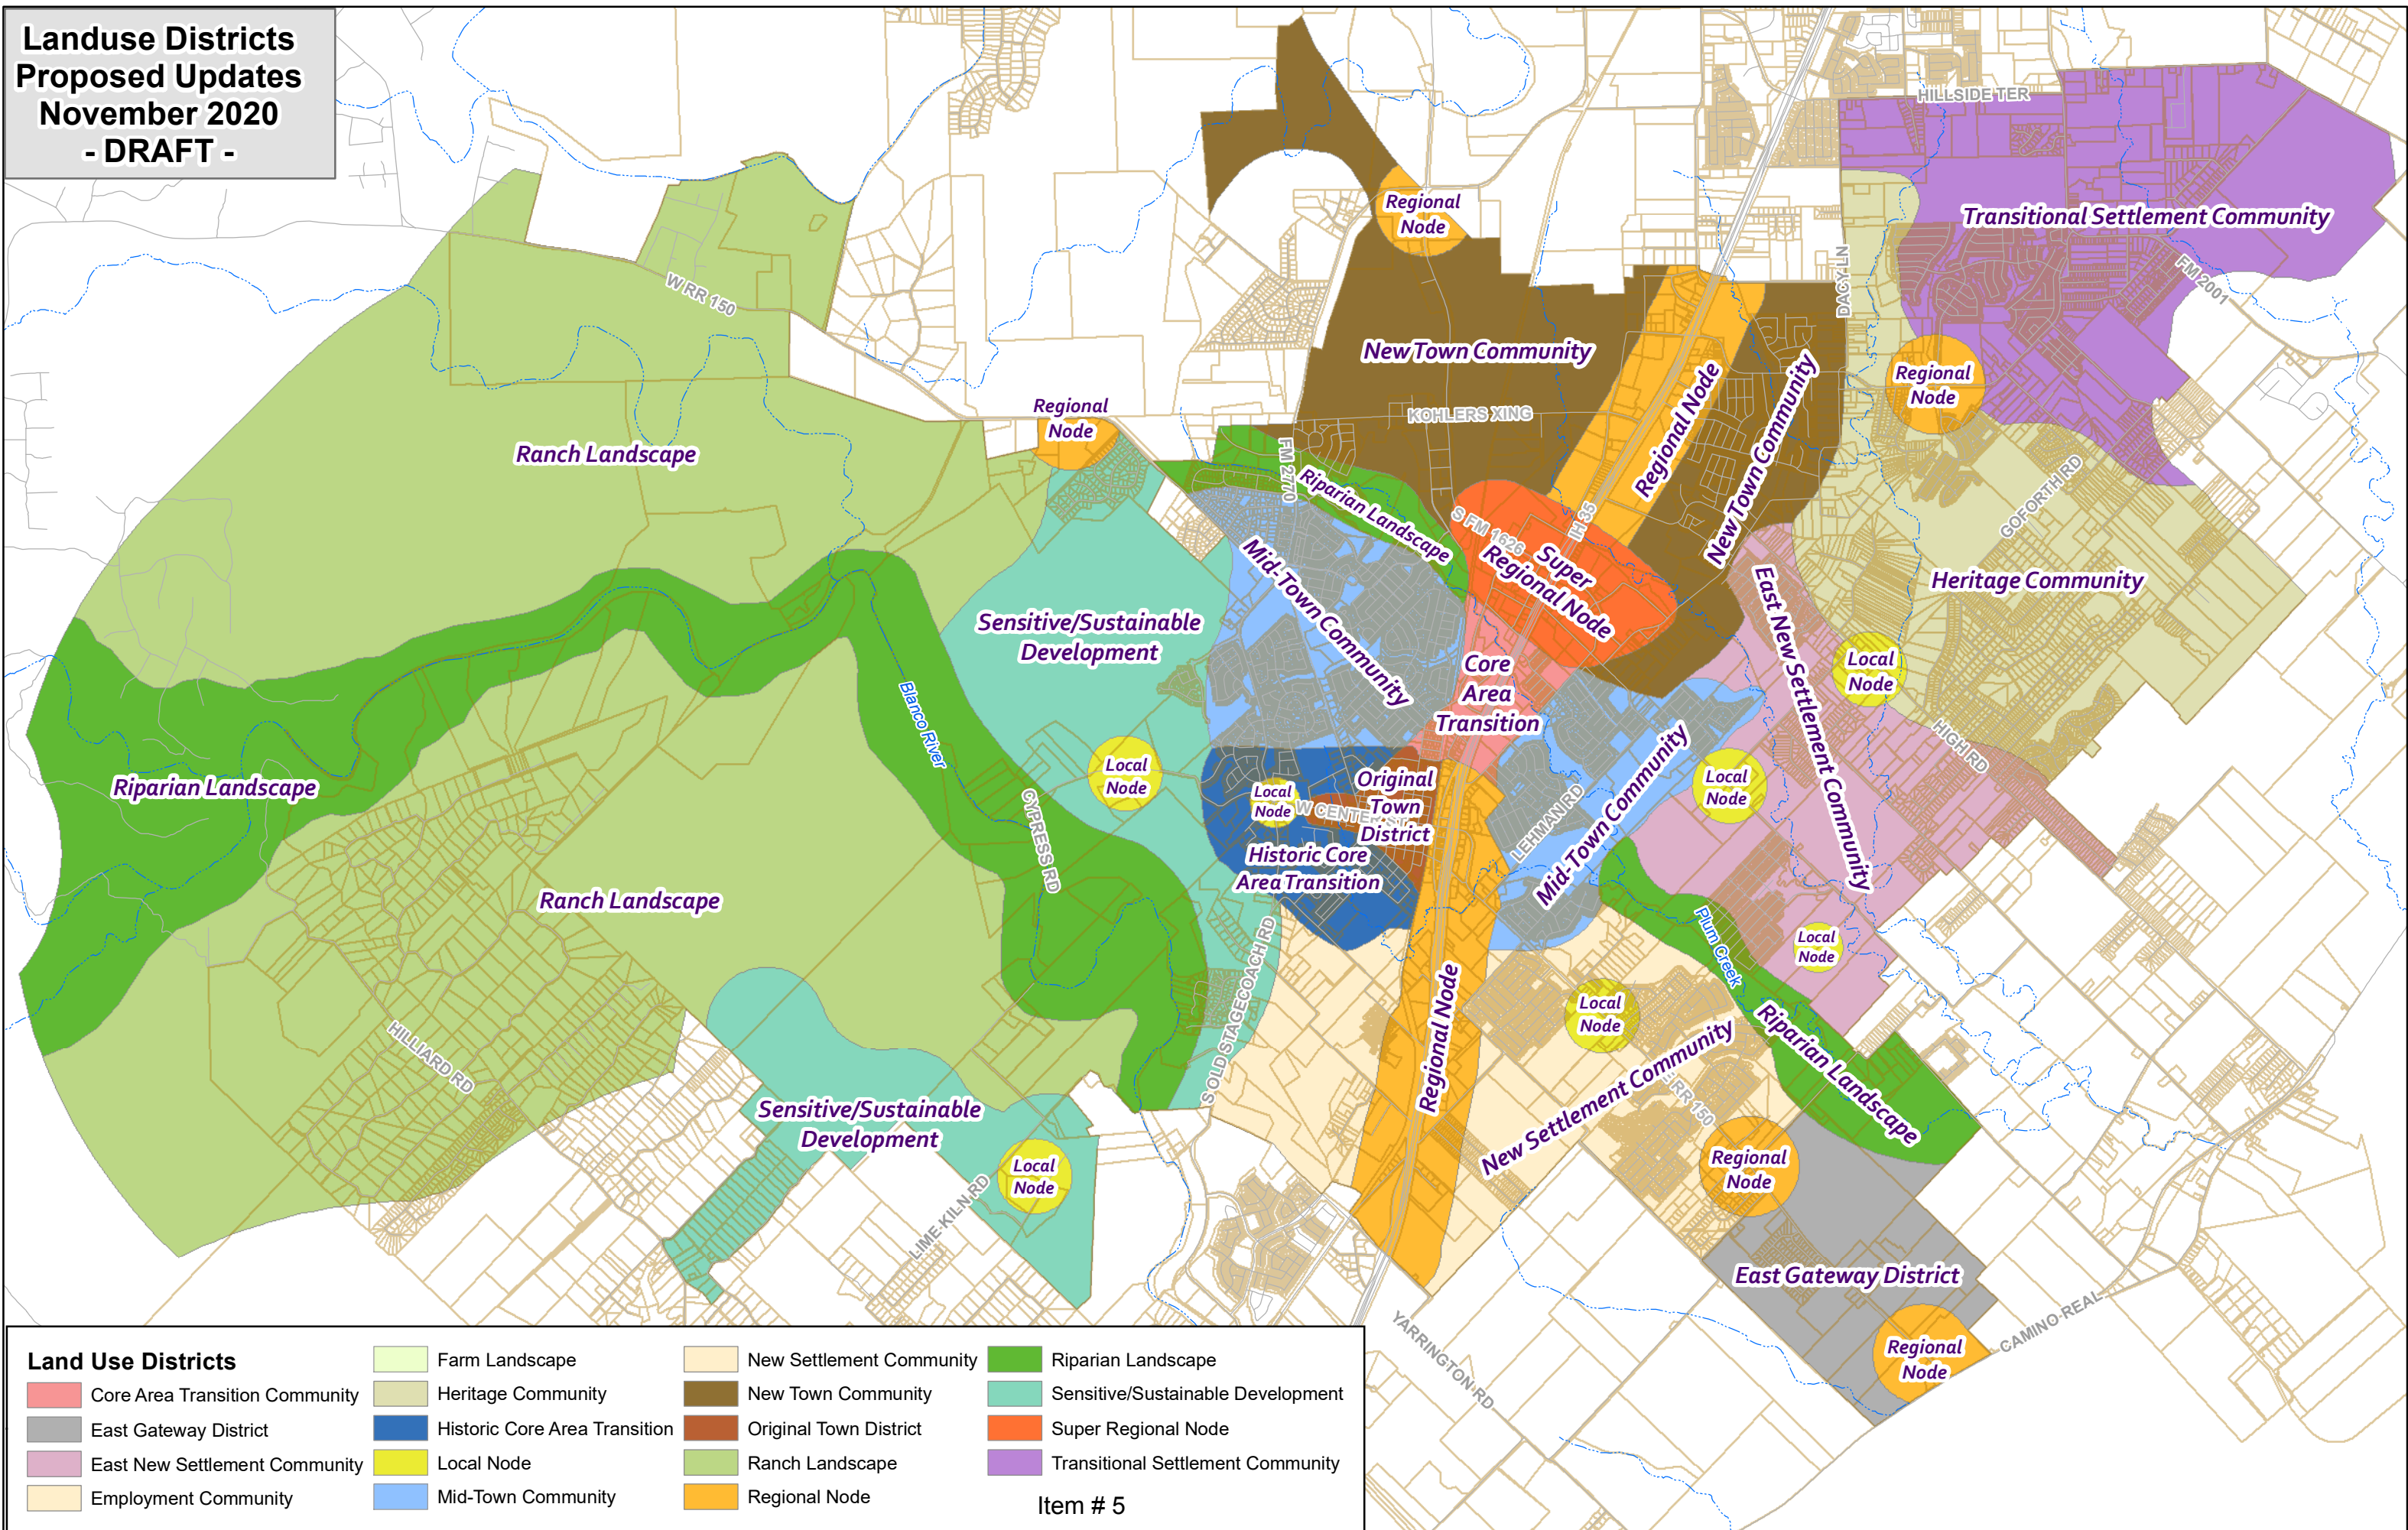 Landuse Districts
Proposed Updates
November 2020
- DRAFT -
HILLSIDE TER
Regional
Node
Transitional Settlement Community
DACY LN
FM 2001
W RR 150
New Town Community
Regional Node
New Town Community
Regional
Node
Regional
Node
KOHLERS XING
Ranch Landscape
FM 2770
Riparian Landscape
S FM 1626
IH 35
GOFORTH RD
Super
Regional Node
Mid-Town Community
Heritage Community
Sensitive/Sustainable
Development
East New Settlement Community
Core
Area
Transition
Local
Node
Blanco River
HIGH RD
Riparian Landscape
Local
Node
Local
Node
W CENTER ST
Original
Town
District
Historic Core
Area Transition
LEHMAN RD
Mid-Town Community
Local
Node
CYPRESS RD
Ranch Landscape
S OLD STAGECOACH RD
Plum Creek
Local
Node
Regional Node
Local
Node
New Settlement Community
Riparian Landscape
HILLIARD RD
Sensitive/Sustainable
Development
E RR 150
Regional
Node
Local
Node
LIME KILN RD
East Gateway District
YARRINGTON RD
Regional
Node
CAMINO REAL
Land Use Districts
Core Area Transition Community
East Gateway District
East New Settlement Community
Employment Community
Farm Landscape
Heritage Community
Historic Core Area Transition
Local Node
Mid-Town Community
New Settlement Community
New Town Community
Original Town District
Ranch Landscape
Regional Node
Riparian Landscape
Sensitive/Sustainable Development
Super Regional Node
Transitional Settlement Community
Item # 5